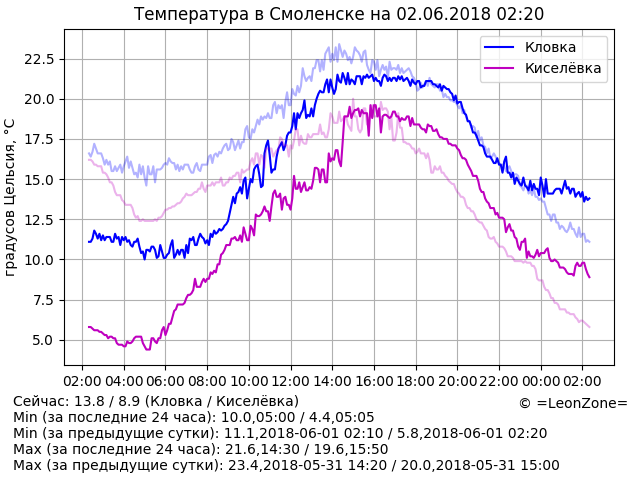 Температура в Смоленске на 02.06.2018 02:20
Кловка
Киселёвка
градусов Цельсия, °C
22.5
20.0
17.5
15.0
12.5
10.0
7.5
5.0
02:00 04:00 06:00 08:00 10:00 12:00 14:00 16:00 18:00 20:00 22:00 00:00 02:00
Сейчас: 13.8 / 8.9 (Кловка / Киселёвка)
© =LeonZone=
Min (за последние 24 часа): 10.0,05:00 / 4.4,05:05
Min (за предыдущие сутки): 11.1,2018-06-01 02:10 / 5.8,2018-06-01 02:20
Max (за последние 24 часа): 21.6,14:30 / 19.6,15:50
Max (за предыдущие сутки): 23.4,2018-05-31 14:20 / 20.0,2018-05-31 15:00